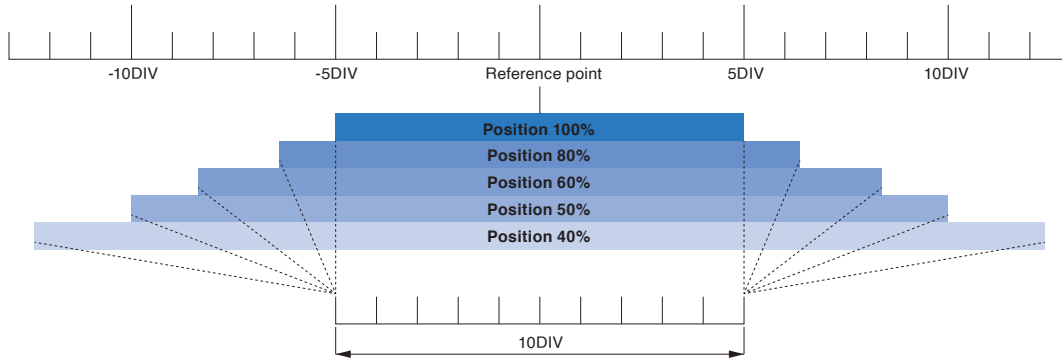 -10DIV -5DIV Reference point 5DIV 10DIV
Position 100%
Position 80%
Position 60%
Position 50%
Position 40%
10DIV